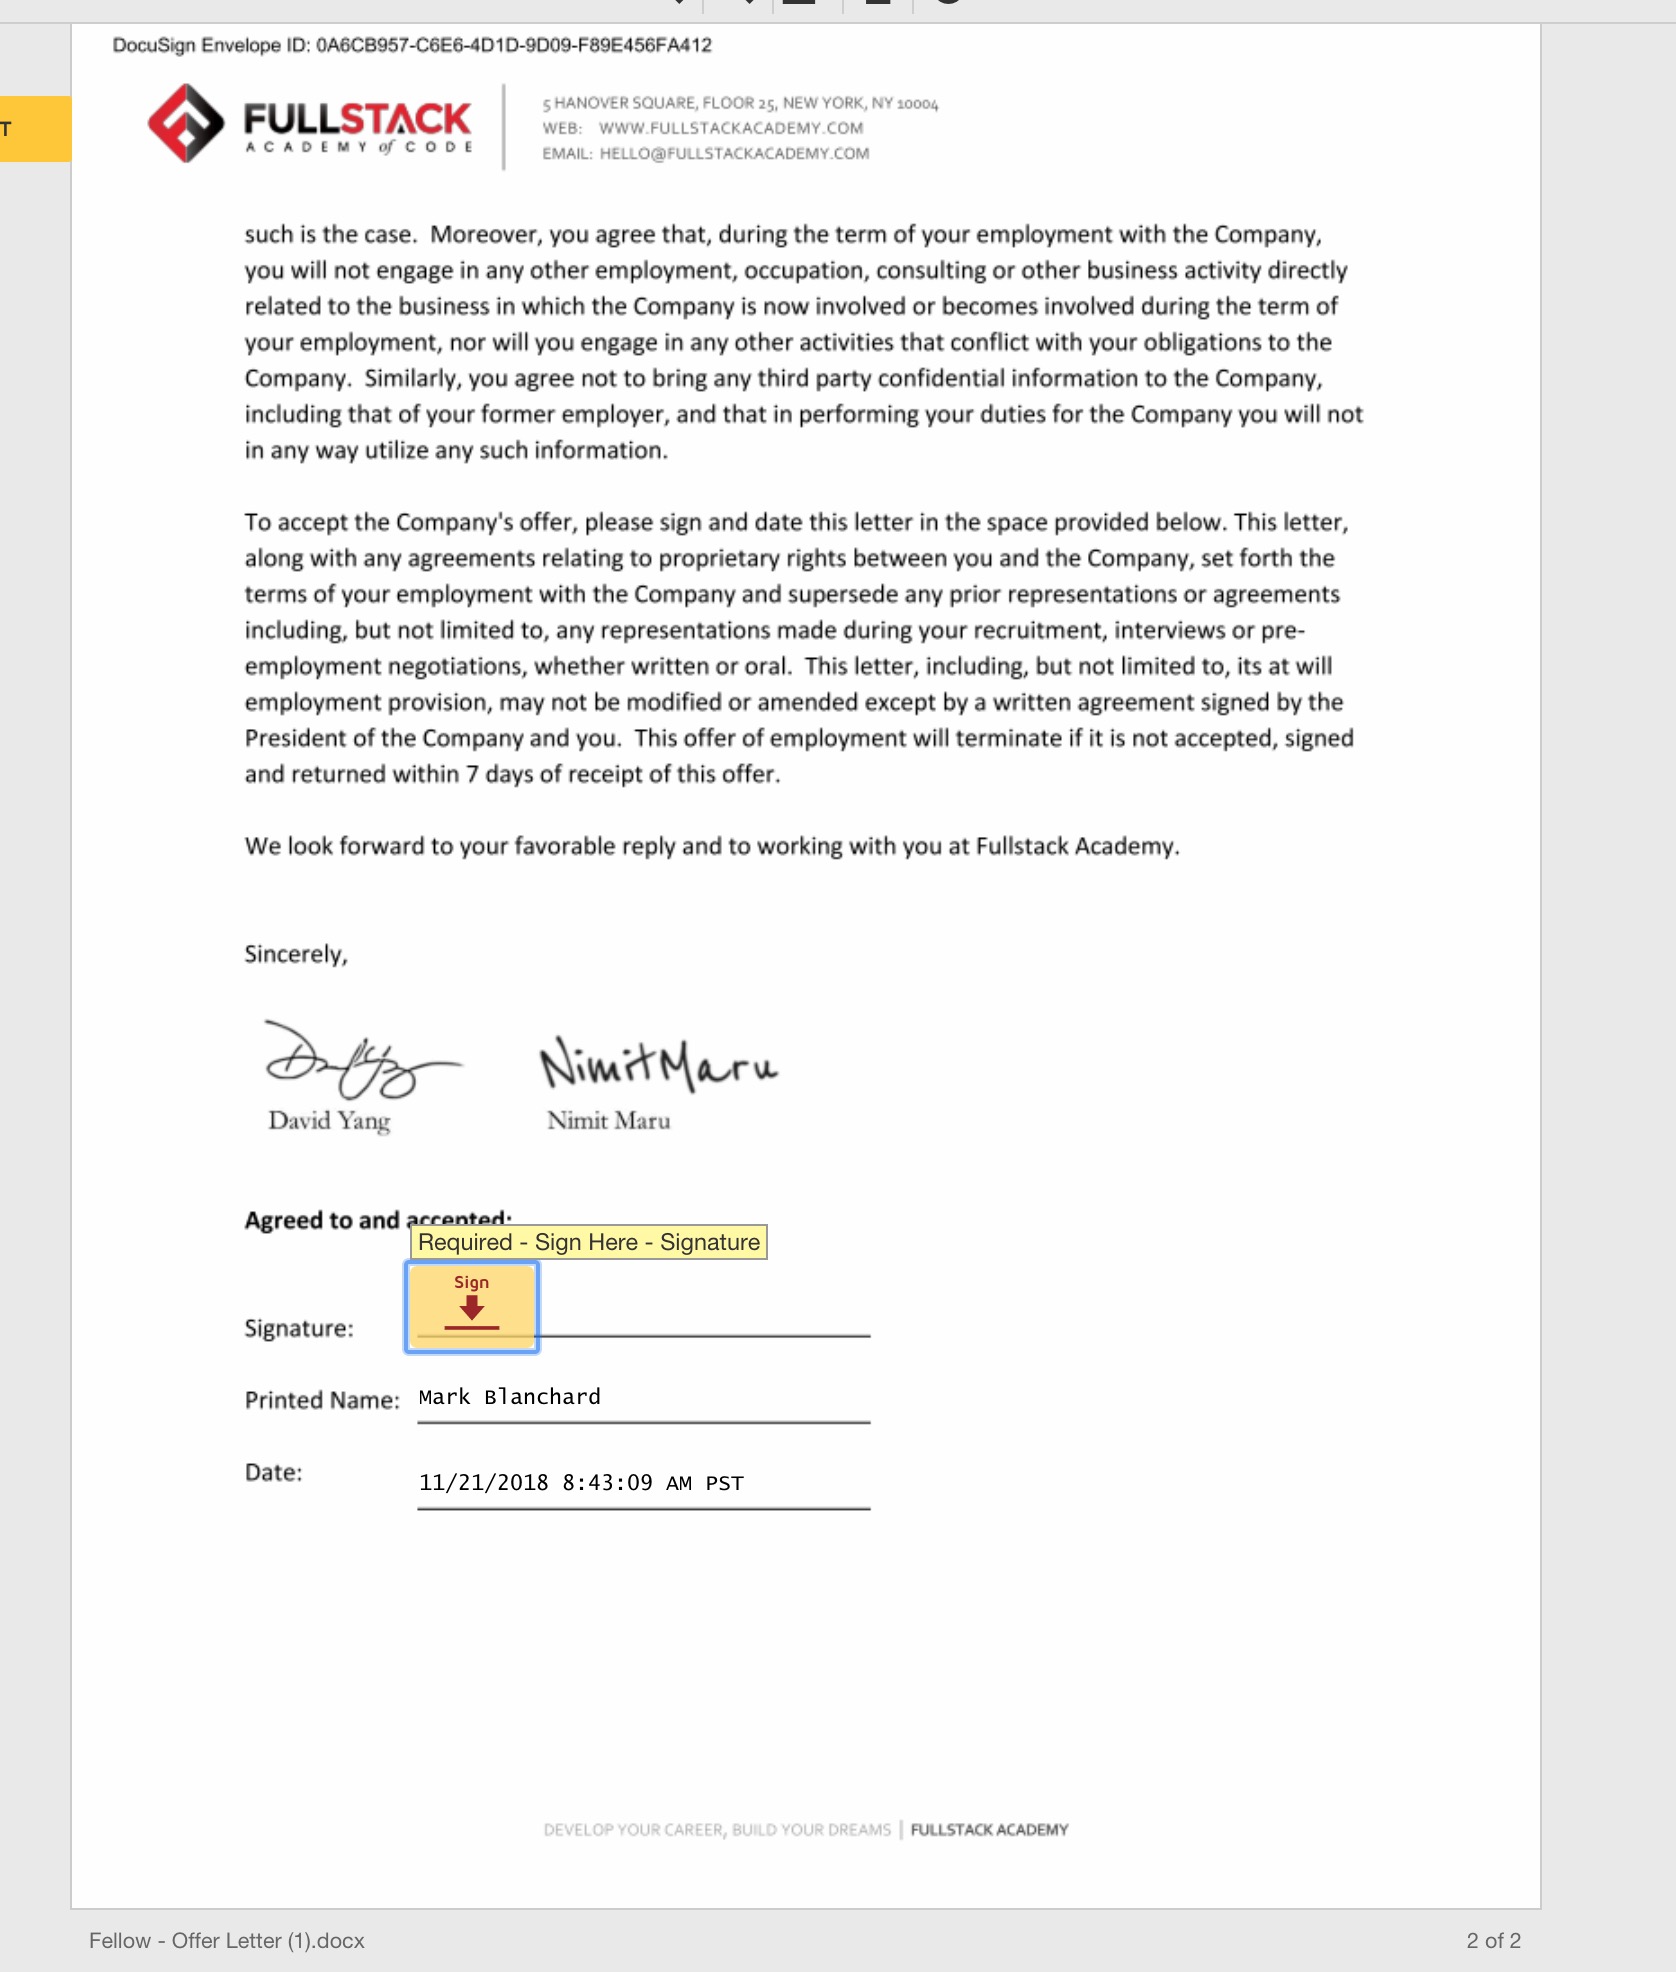 DocuSign Envelope ID: 0A6CB957-C6E6-4D1D-9D09-F89E456FA412
T
FULLSTACK
ACADEMY of CODE
5 HANOVER SQUARE, FLOOR 25, NEW YORK, NY 10004
WEB: WWW.FULLSTACKACADEMY.COM
EMAIL: HELLO@FULLSTACKACADEMY.COM
such is the case. Moreover, you agree that, during the term of your employment with the Company,
you will not engage in any other employment, occupation, consulting or other business activity directly
related to the business in which the Company is now involved or becomes involved during the term of
your employment, nor will you engage in any other activities that conflict with your obligations to the
Company. Similarly, you agree not to bring any third party confidential information to the Company,
including that of your former employer, and that in performing your duties for the Company you will not
in any way utilize any such information.
To accept the Company's offer, please sign and date this letter in the space provided below. This letter,
along with any agreements relating to proprietary rights between you and the Company, set forth the
terms of your employment with the Company and supersede any prior representations or agreements
including, but not limited to, any representations made during your recruitment, interviews or pre-
employment negotiations, whether written or oral. This letter, including, but not limited to, its at will
employment provision, may not be modified or amended except by a written agreement signed by the
President of the Company and you. This offer of employment will terminate if it is not accepted, signed
and returned within 7 days of receipt of this offer.
We look forward to your favorable reply and to working with you at Fullstack Academy.
Sincerely,
Nimit Maru
David Yang Nimit Maru
Agreed to and accepted:
Required - Sign Here - Signature
Sign
Signature:
Printed Name: Mark Blanchard
Date: 11/21/2018 8:43:09 AM PST
DEVELOP YOUR CAREER, BUILD YOUR DREAMS | FULLSTACK ACADEMY
Fellow - Offer Letter (1).docx 2 of 2